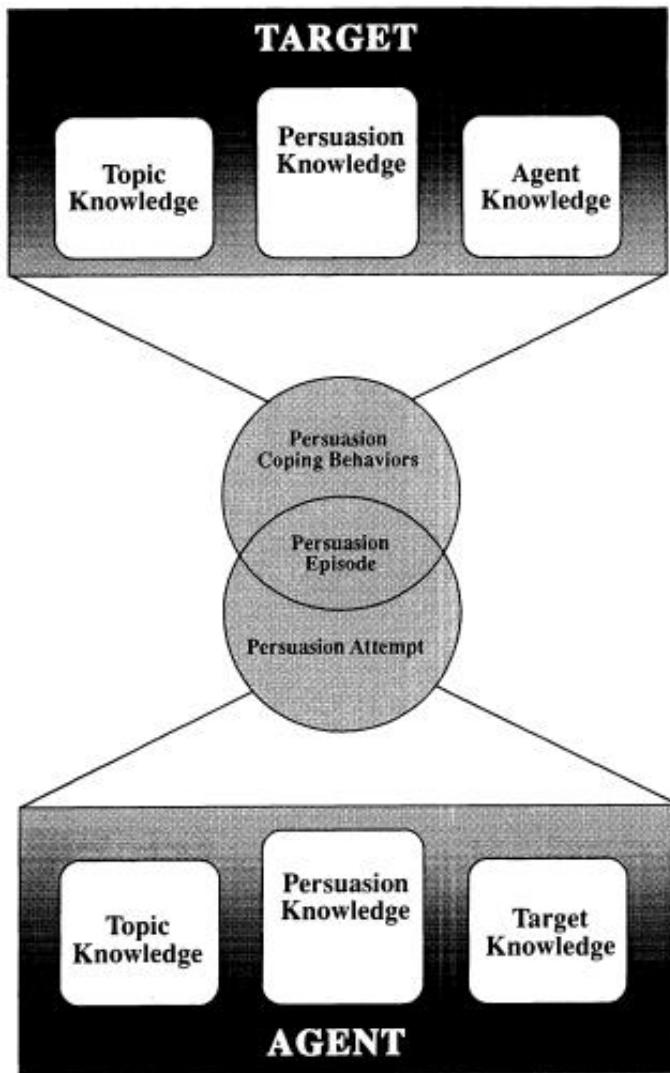 TARGET
Topic
Knowledge
Persuasion
Knowledge
Agent
Knowledge
Persuasion
Coping Behaviors
Persuasion
Episode
Persuasion Attempt
Topic
Knowledge
Persuasion
Knowledge
Target
Knowledge
AGENT